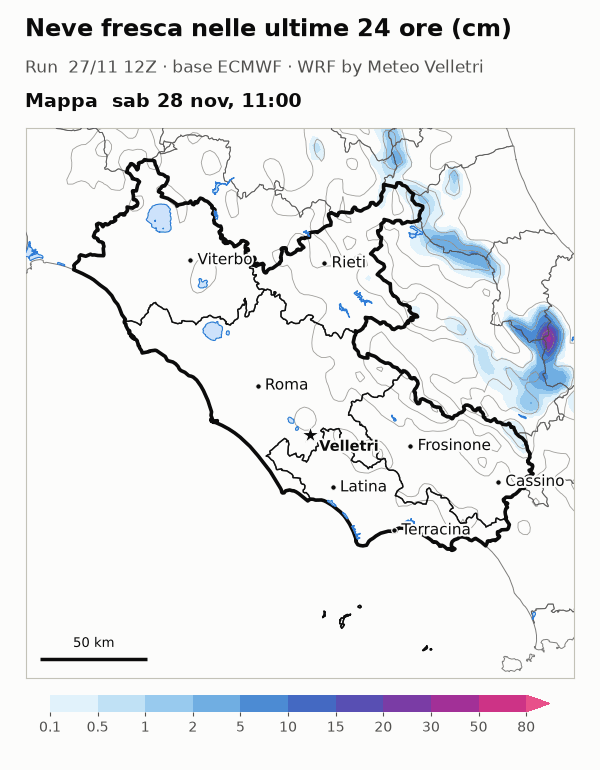 Neve fresca nelle ultime 24 ore (cm)
Run  27/11 12Z · base ECMWF · WRF by Meteo Velletri
Mappa  sab 28 nov, 11:00
Viterbo
Rieti
Roma
Velletri
Frosinone
Latina
Cassino
Terracina
50 km
0.1 0.5 1 2 5 10 15 20 30 50 80